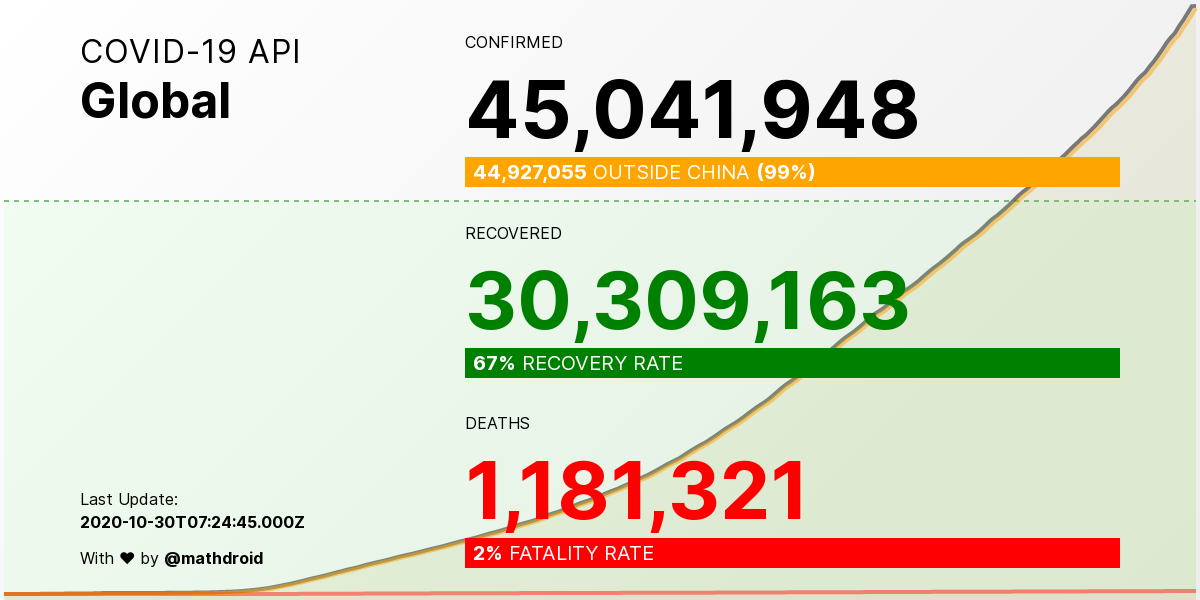 COVID-19 API
Global
CONFIRMED
45,041,948
44,927,055 OUTSIDE CHINA (99%)
RECOVERED
30,309,163
67% RECOVERY RATE
DEATHS
1,181,321
2% FATALITY RATE
Last Update:
2020-10-30T07:24:45.000Z
With ♥ by @mathdroid